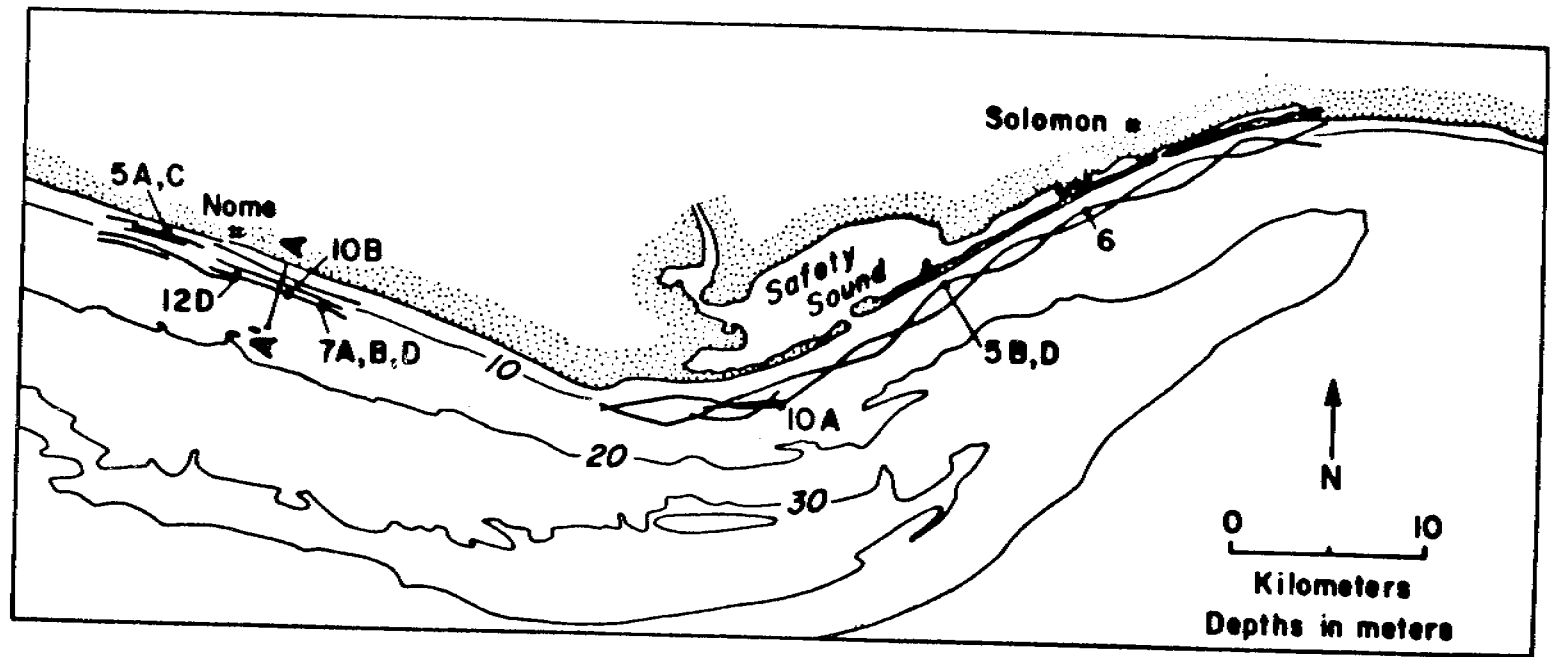 Solomon
5A,C
Nome
A
10B
6
Safety
Sound
12D
A'
7A,B,D
5B,D
10
10A
20
N
30
0 10
Kilometers
Depths in meters